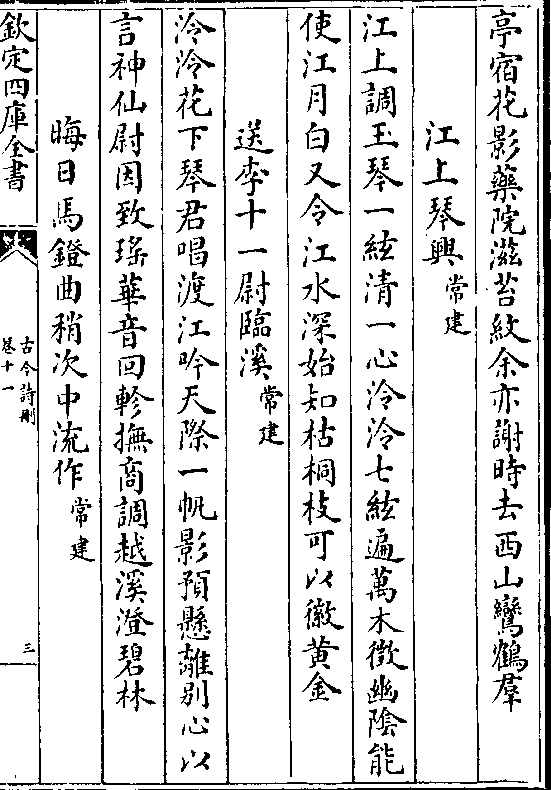 亭宿花影藥院滋苔紋余亦謝時去西山鸞鶴羣
江上琴興常建
江上調玉琴一絃清一心泠泠七絃遍萬木徴幽陰能
使江月白又令江水深始知枯桐枝可以徽黄金
送李十一尉臨溪常建
泠泠花下琴君唱渡江吟天際一帆影預懸離别心以
言神仙尉因致瑤華音回軫撫商調越溪澄碧林
晦日馬鐙曲稍次中流作常建
欽定四庫全書
古今詩刪
卷十一
三